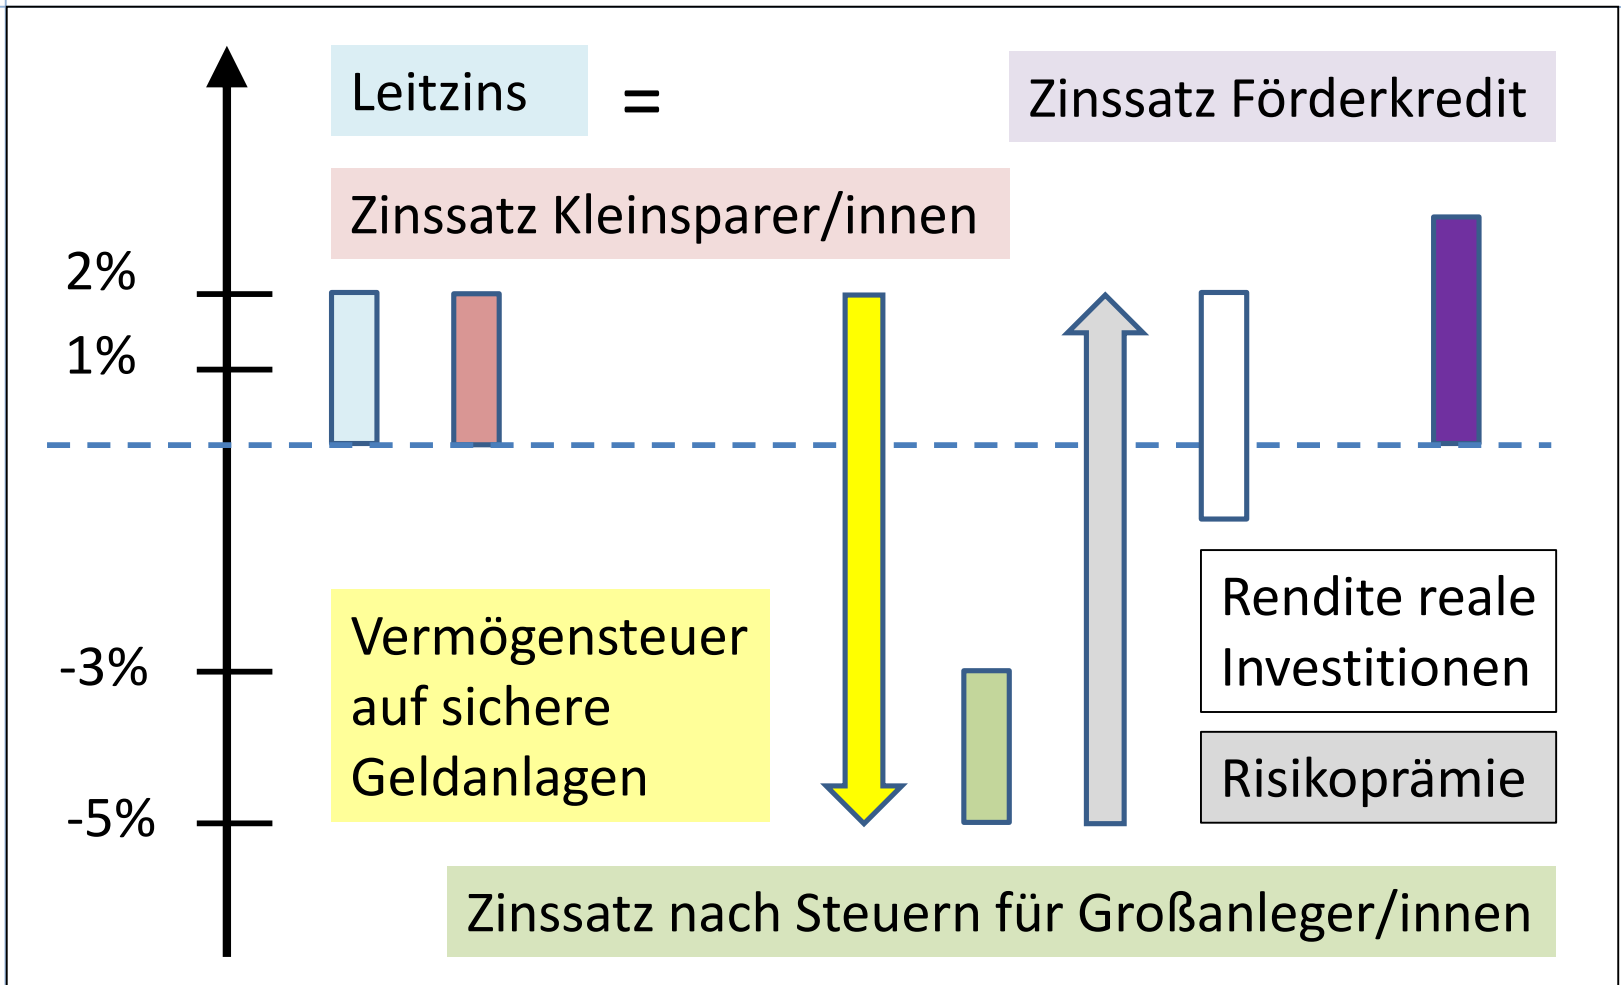 Leitzins
=
Zinssatz Förderkredit
Zinssatz Kleinsparer/innen
2%
1%
-3%
-5%
Vermögensteuer
auf sichere
Geldanlagen
Rendite reale
Investitionen
Risikoprämie
Zinssatz nach Steuern für Großanleger/innen